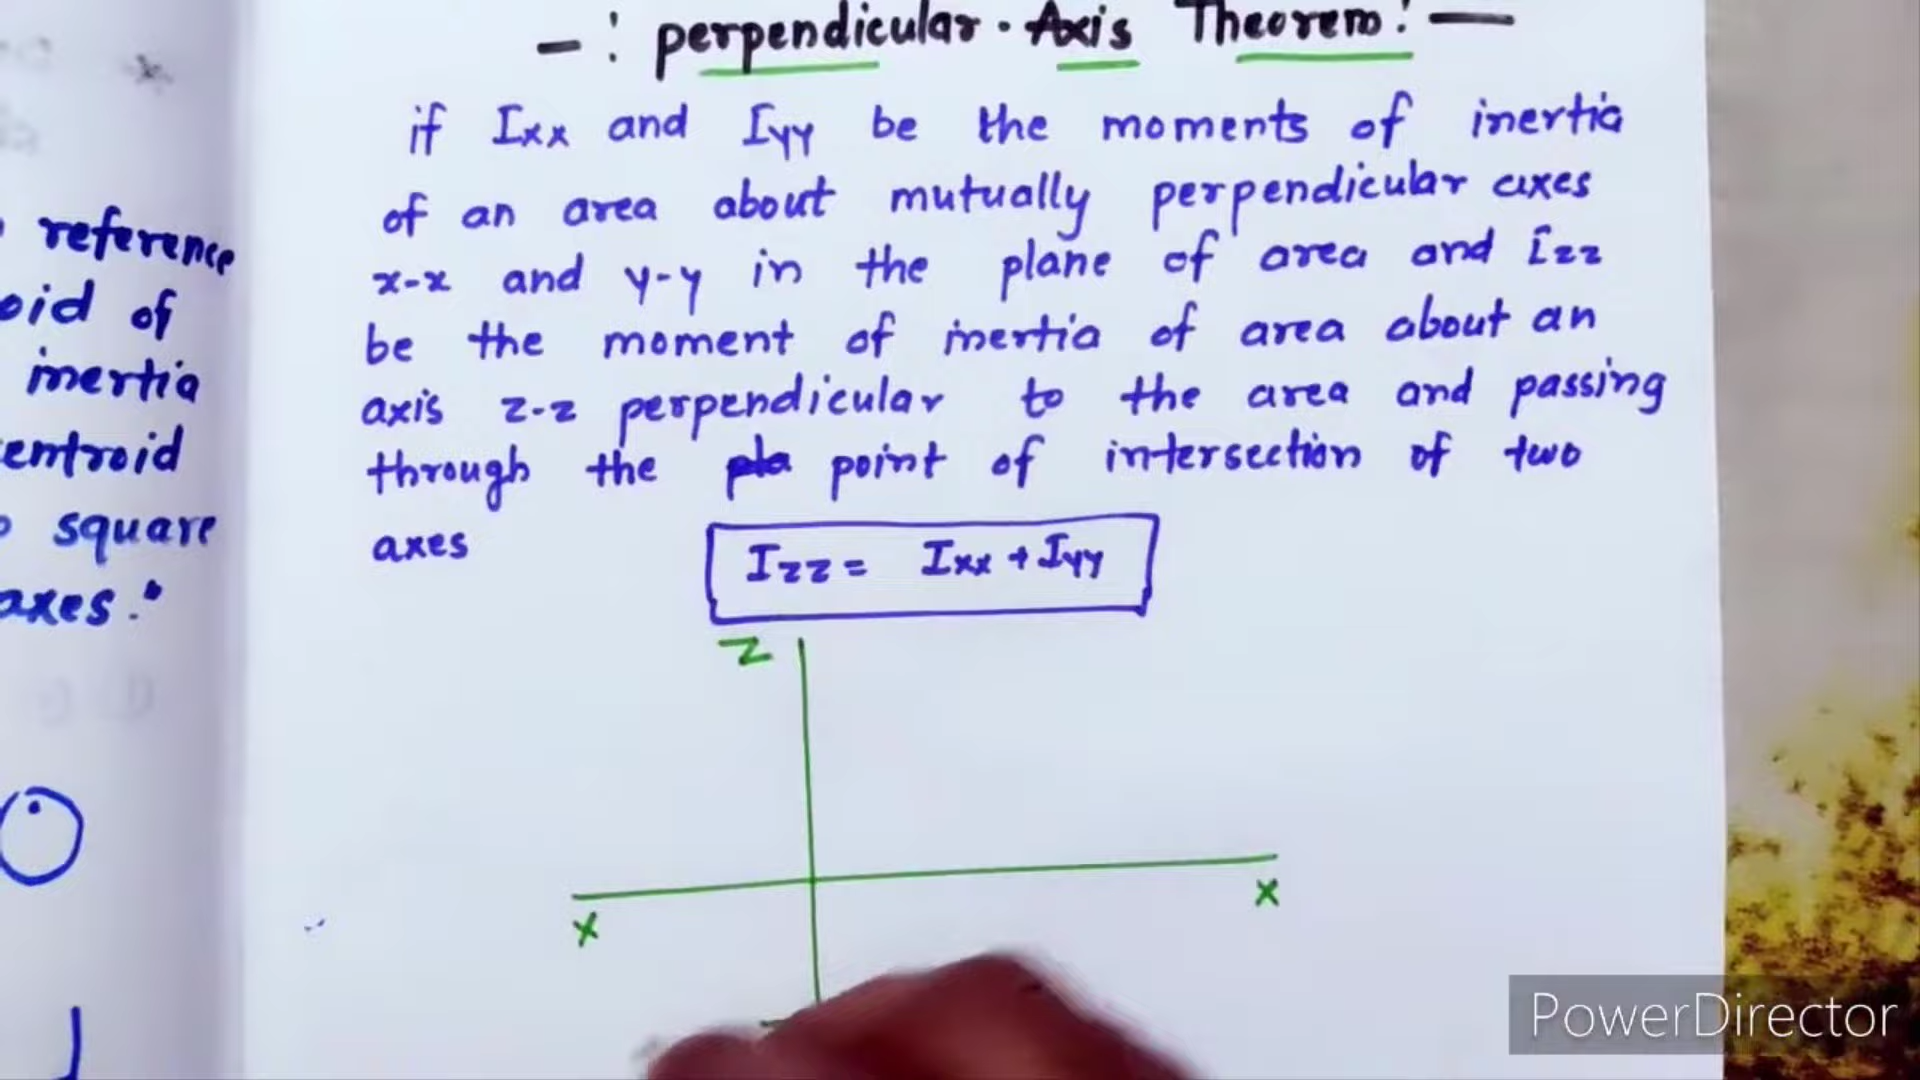 -: perpendicular. Axis Theorem: -
if Ixx and Iyy be the moments of inertia
of an area about mutually perpendicular axes
x-x and y-y in the plane of area and Izz
be the moment of inertia of area about an
axis z-z perpendicular to the area and passing
through the pla point of intersection of two
axes
Izz = Ixx + Iyy
Z
X
X
reference
of
inertia
square
axes."
PowerDirector